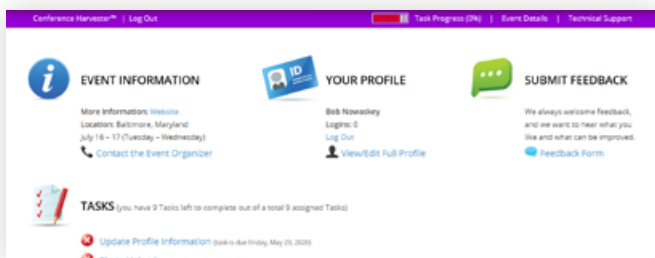 Conference Harvester™ | Log Out
Task Progress (0%) | Event Details | Technical Support
EVENT INFORMATION
More Information: Website
Location: Baltimore, Maryland
July 16 – 17 (Tuesday – Wednesday)
Contact the Event Organizer
ID
YOUR PROFILE
Bob Nowaskey
Logins: 0
Log Out
View/Edit Full Profile
SUBMIT FEEDBACK
We always welcome feedback,
and we want to hear what you
like and what can be improved.
Feedback Form
TASKS (you have 9 Tasks left to complete out of a total 9 assigned Tasks)
Update Profile Information (task is due Friday, May 29, 2020)